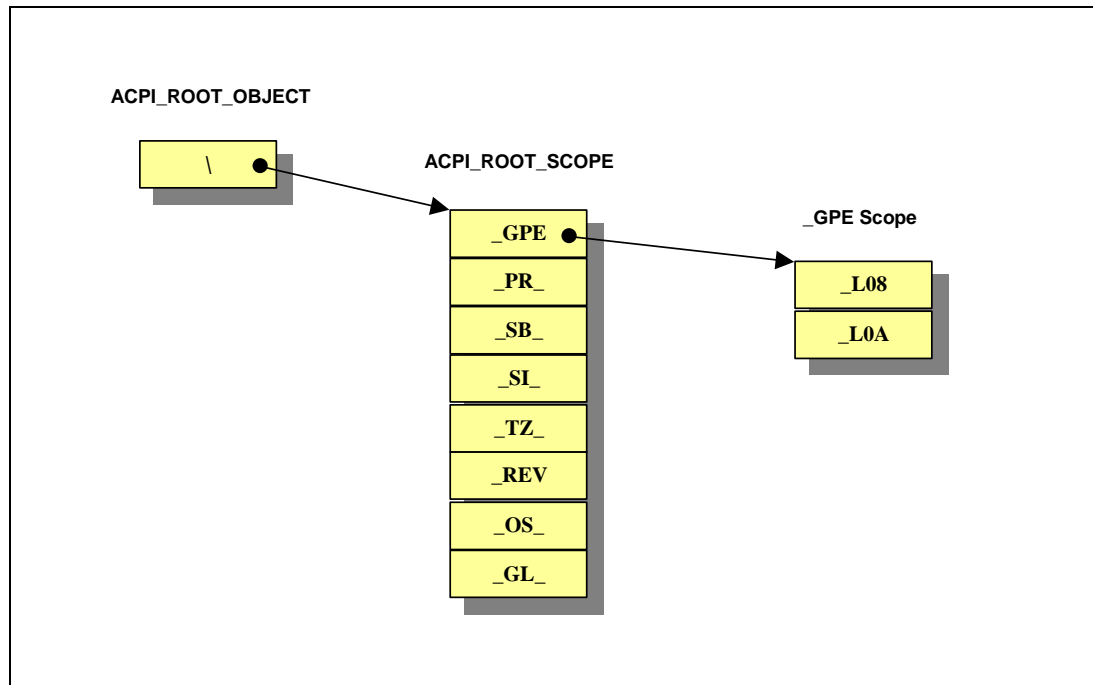 ACPI_ROOT_OBJECT
\
ACPI_ROOT_SCOPE
_GPE
_PR_
_SB_
_SI_
_TZ_
_REV
_OS_
_GL_
_GPE Scope
_L08
_L0A